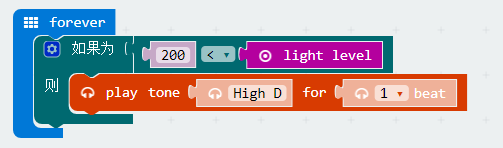 forever
如果为 200 < light level
则
play tone High D for 1 beat